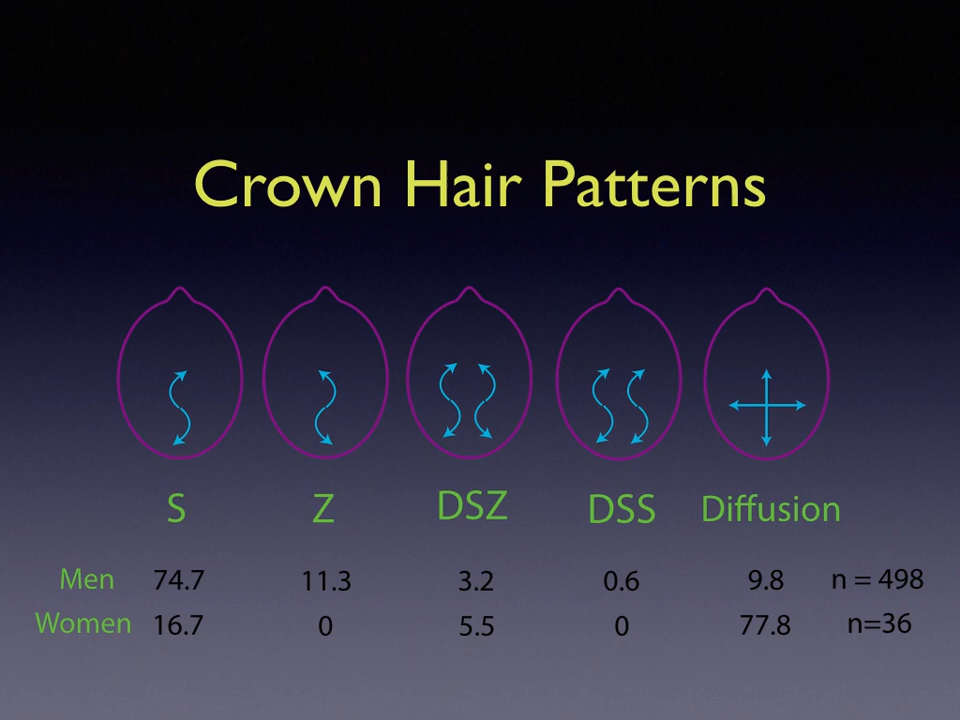 Crown Hair Patterns
S Z DSZ DSS Diffusion
Men 74.7 11.3 3.2 0.6 9.8 n = 498
Women 16.7 0 5.5 0 77.8 n=36